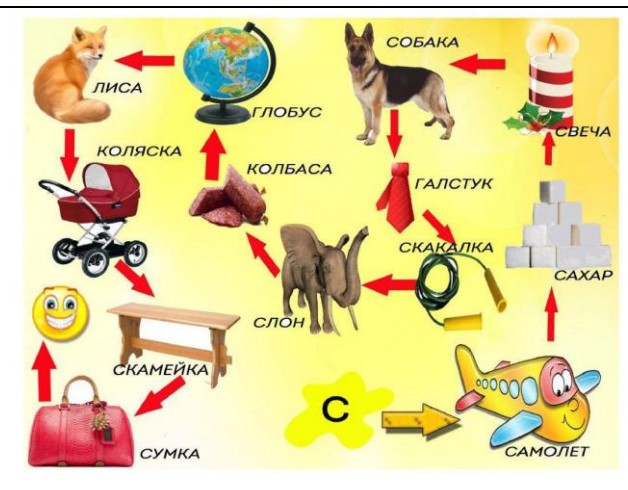 СОБАКА
ЛИСА
ГЛОБУС
СВЕЧА
КОЛЯСКА
КОЛБАСА
ГАЛСТУК
СКАКАЛКА
САХАР
СЛОН
СКАМЕЙКА
С
СУМКА
САМОЛЕТ